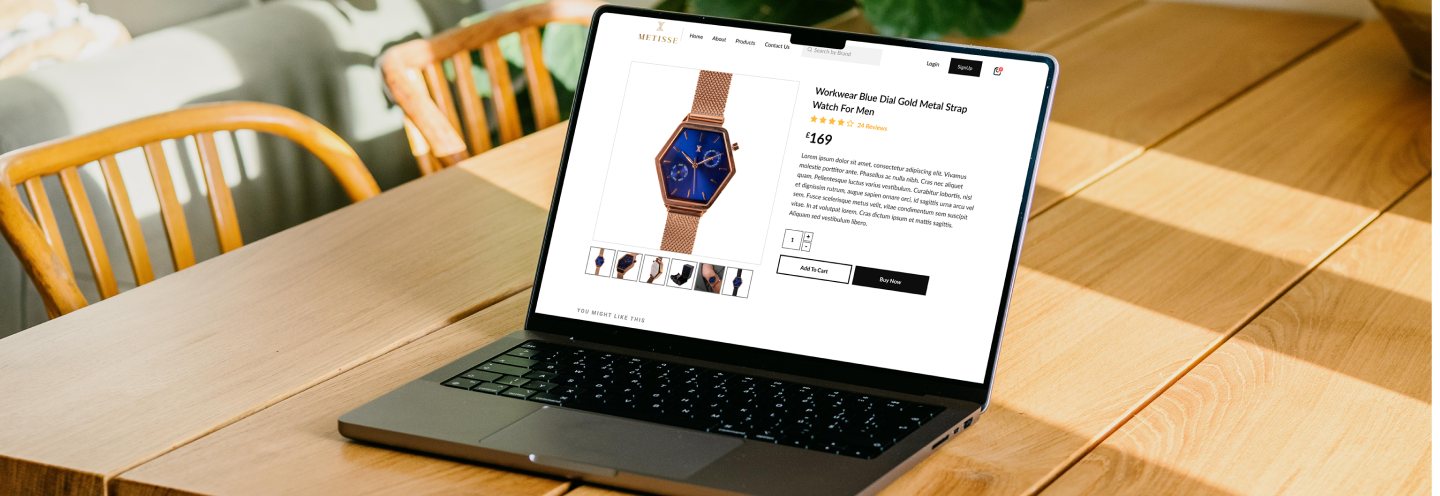 METISSE
Home About Products Contact Us
Search by Brand
Login
SignUp
Workwear Blue Dial Gold Metal Strap
Watch For Men
24 Reviews
£169
Lorem ipsum dolor sit amet, consectetur adipiscing elit. Vivamus
molestie porttitor ante. Phasellus ac nulla nibh. Cras nec aliquet
quam. Pellentesque luctus varius vestibulum. Curabitur lobortis, nisl
et dignissim rutrum, augue sapien ornare orci, id sagittis urna arcu vel
sem. Fusce scelerisque metus velit, vitae condimentum sem suscipit
vitae. In at volutpat lorem. Cras dictum ipsum et mattis sagittis.
Aliquam sed vestibulum libero.
1 + -
Add To Cart
Buy Now
YOU MIGHT LIKE THIS